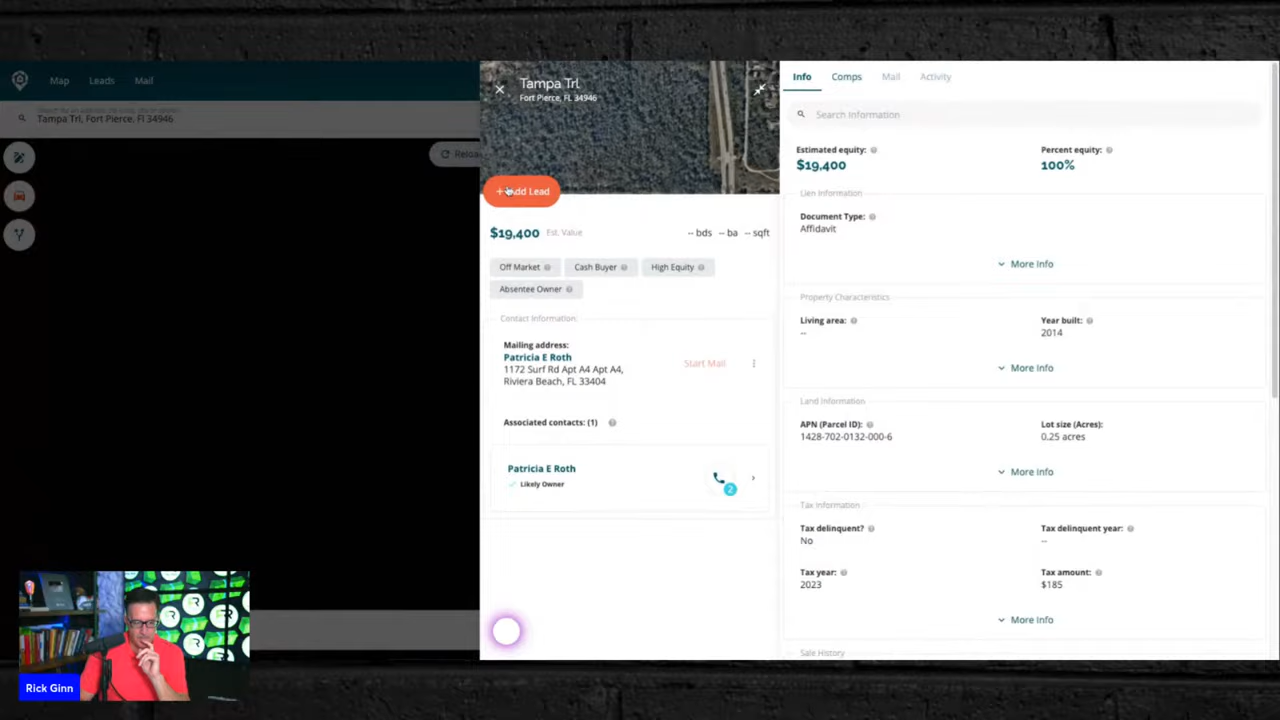 Map Leads Mail
Tampa Trl, Fort Pierce, Fl 34946
Reloa
Tampa Trl
Fort Pierce, FL 34946
+ Add Lead
$19,400 Est. Value -- bds -- ba -- sqft
Off Market Cash Buyer High Equity
Absentee Owner
Contact Information:
Mailing address:
Patricia E Roth
1172 Surf Rd Apt A4 Apt A4,
Riviera Beach, FL 33404
Start Mail
Associated contacts: (1)
Patricia E Roth
Likely Owner
2
Info Comps Mail Activity
Search Information
Estimated equity: Percent equity:
$19,400 100%
Lien Information
Document Type:
Affidavit
More Info
Property Characteristics
Living area: Year built:
-- 2014
More Info
Land Information
APN (Parcel ID): Lot size (Acres):
1428-702-0132-000-6 0.25 acres
More Info
Tax Information
Tax delinquent? Tax delinquent year:
No --
Tax year: Tax amount:
2023 $185
More Info
Sale History
Rick Ginn